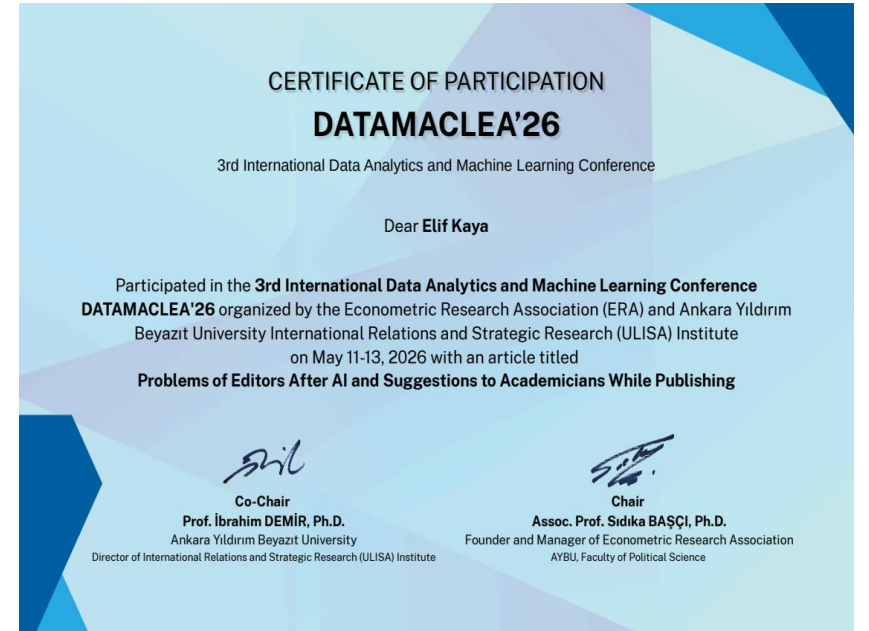 CERTIFICATE OF PARTICIPATION
DATAMACLEA’26
3rd International Data Analytics and Machine Learning Conference
Dear Elif Kaya
Participated in the 3rd International Data Analytics and Machine Learning Conference
DATAMACLEA'26 organized by the Econometric Research Association (ERA) and Ankara Yıldırım
Beyazıt University International Relations and Strategic Research (ULISA) Institute
on May 11-13, 2026 with an article titled
Problems of Editors After AI and Suggestions to Academicians While Publishing
Co-Chair
Prof. İbrahim DEMİR, Ph.D.
Ankara Yıldırım Beyazıt University
Director of International Relations and Strategic Research (ULISA) Institute
Chair
Assoc. Prof. Sıdıka BAŞÇI, Ph.D.
Founder and Manager of Econometric Research Association
AYBU, Faculty of Political Science